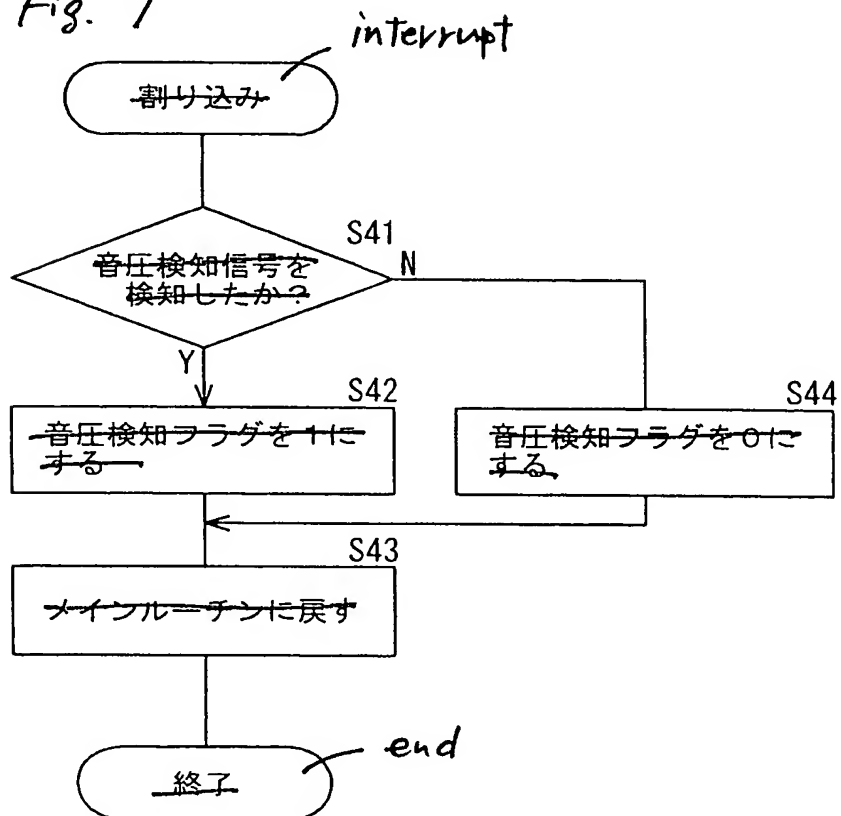 Fig. 7
interrupt
割り込み
S41
音圧検知信号を
検知したか?
N
Y
S42
音圧検知フラグを1に
する
S44
音圧検知フラグを0に
する
S43
メインルーチンに戻す
end
終了